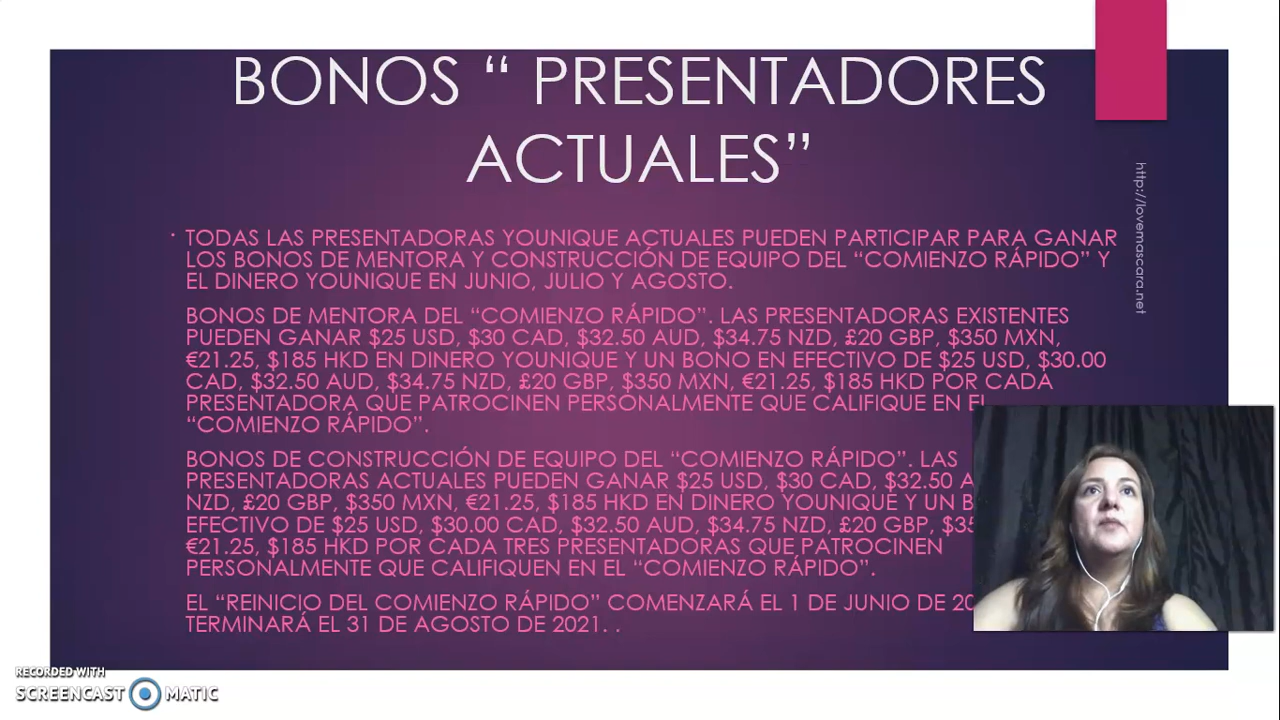 BONOS “ PRESENTADORES
ACTUALES”
http://lovemascara.net
• TODAS LAS PRESENTADORAS YOUNIQUE ACTUALES PUEDEN PARTICIPAR PARA GANAR
LOS BONOS DE MENTORA Y CONSTRUCCIÓN DE EQUIPO DEL “COMIENZO RÁPIDO” Y
EL DINERO YOUNIQUE EN JUNIO, JULIO Y AGOSTO.
BONOS DE MENTORA DEL “COMIENZO RÁPIDO”. LAS PRESENTADORAS EXISTENTES
PUEDEN GANAR $25 USD, $30 CAD, $32.50 AUD, $34.75 NZD, £20 GBP, $350 MXN,
€21.25, $185 HKD EN DINERO YOUNIQUE Y UN BONO EN EFECTIVO DE $25 USD, $30.00
CAD, $32.50 AUD, $34.75 NZD, £20 GBP, $350 MXN, €21.25, $185 HKD POR CADA
PRESENTADORA QUE PATROCINEN PERSONALMENTE QUE CALIFIQUE EN EL
“COMIENZO RÁPIDO”.
BONOS DE CONSTRUCCIÓN DE EQUIPO DEL “COMIENZO RÁPIDO”. LAS
PRESENTADORAS ACTUALES PUEDEN GANAR $25 USD, $30 CAD, $32.50
NZD, £20 GBP, $350 MXN, €21.25, $185 HKD EN DINERO YOUNIQUE Y UN
EFECTIVO DE $25 USD, $30.00 CAD, $32.50 AUD, $34.75 NZD, £20 GBP,
€21.25, $185 HKD POR CADA TRES PRESENTADORAS QUE PATROCINEN
PERSONALMENTE QUE CALIFIQUEN EN EL “COMIENZO RÁPIDO”.
EL “REINICIO DEL COMIENZO RÁPIDO” COMENZARÁ EL 1 DE JUNIO DE
TERMINARÁ EL 31 DE AGOSTO DE 2021. .
RECORDED WITH
SCREENCAST MATIC